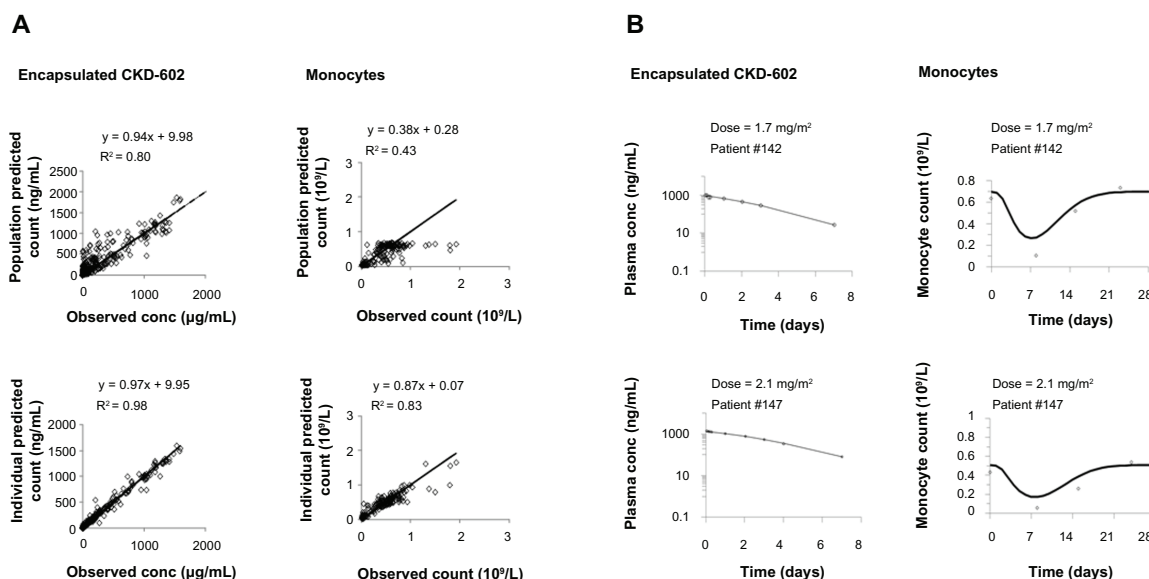 A
B
Encapsulated CKD-602
Monocytes
Encapsulated CKD-602
Monocytes
y = 0.94x + 9.98
R² = 0.80
Population predicted
count (ng/mL)
2500
2000
1500
1000
500
0
0
1000
2000
Observed conc (µg/mL)
y = 0.38x + 0.28
R² = 0.43
Population predicted
count (10⁹/L)
3
2
1
0
0
1
2
3
Observed count (10⁹/L)
Dose = 1.7 mg/m²
Patient #142
Plasma conc (ng/mL)
1000
10
0.1
0
2
4
6
8
Time (days)
Dose = 1.7 mg/m²
Patient #142
Monocyte count (10⁹/L)
0.8
0.6
0.4
0.2
0
0
7
14
21
28
Time (days)
y = 0.97x + 9.95
R² = 0.98
Individual predicted
count (ng/mL)
2000
1500
1000
500
0
0
1000
2000
Observed conc (µg/mL)
y = 0.87x + 0.07
R² = 0.83
Individual predicted
count (10⁹/L)
3
2
1
0
0
1
2
3
Observed count (10⁹/L)
Dose = 2.1 mg/m²
Patient #147
Plasma conc (ng/mL)
1000
10
0.1
0
2
4
6
8
Time (days)
Dose = 2.1 mg/m²
Patient #147
Monocyte count (10⁹/L)
1
0.8
0.6
0.4
0.2
0
0
7
14
21
28
Time (days)